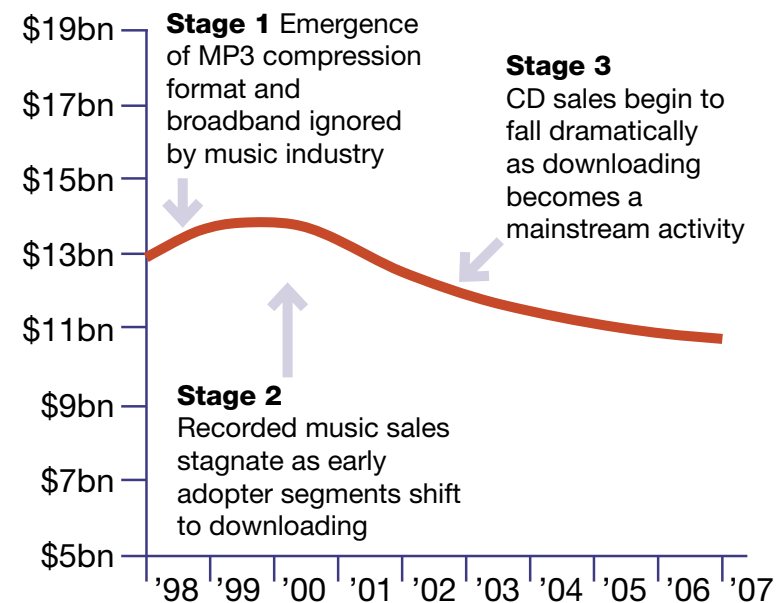 $19bn
$17bn
$15bn
$13bn
$11bn
$9bn
$7bn
$5bn
Stage 1 Emergence
of MP3 compression
format and
broadband ignored
by music industry
Stage 3
CD sales begin to
fall dramatically
as downloading
becomes a
mainstream activity
Stage 2
Recorded music sales
stagnate as early
adopter segments shift
to downloading
’98 ’99 ’00 ’01 ’02 ’03 ’04 ’05 ’06 ’07